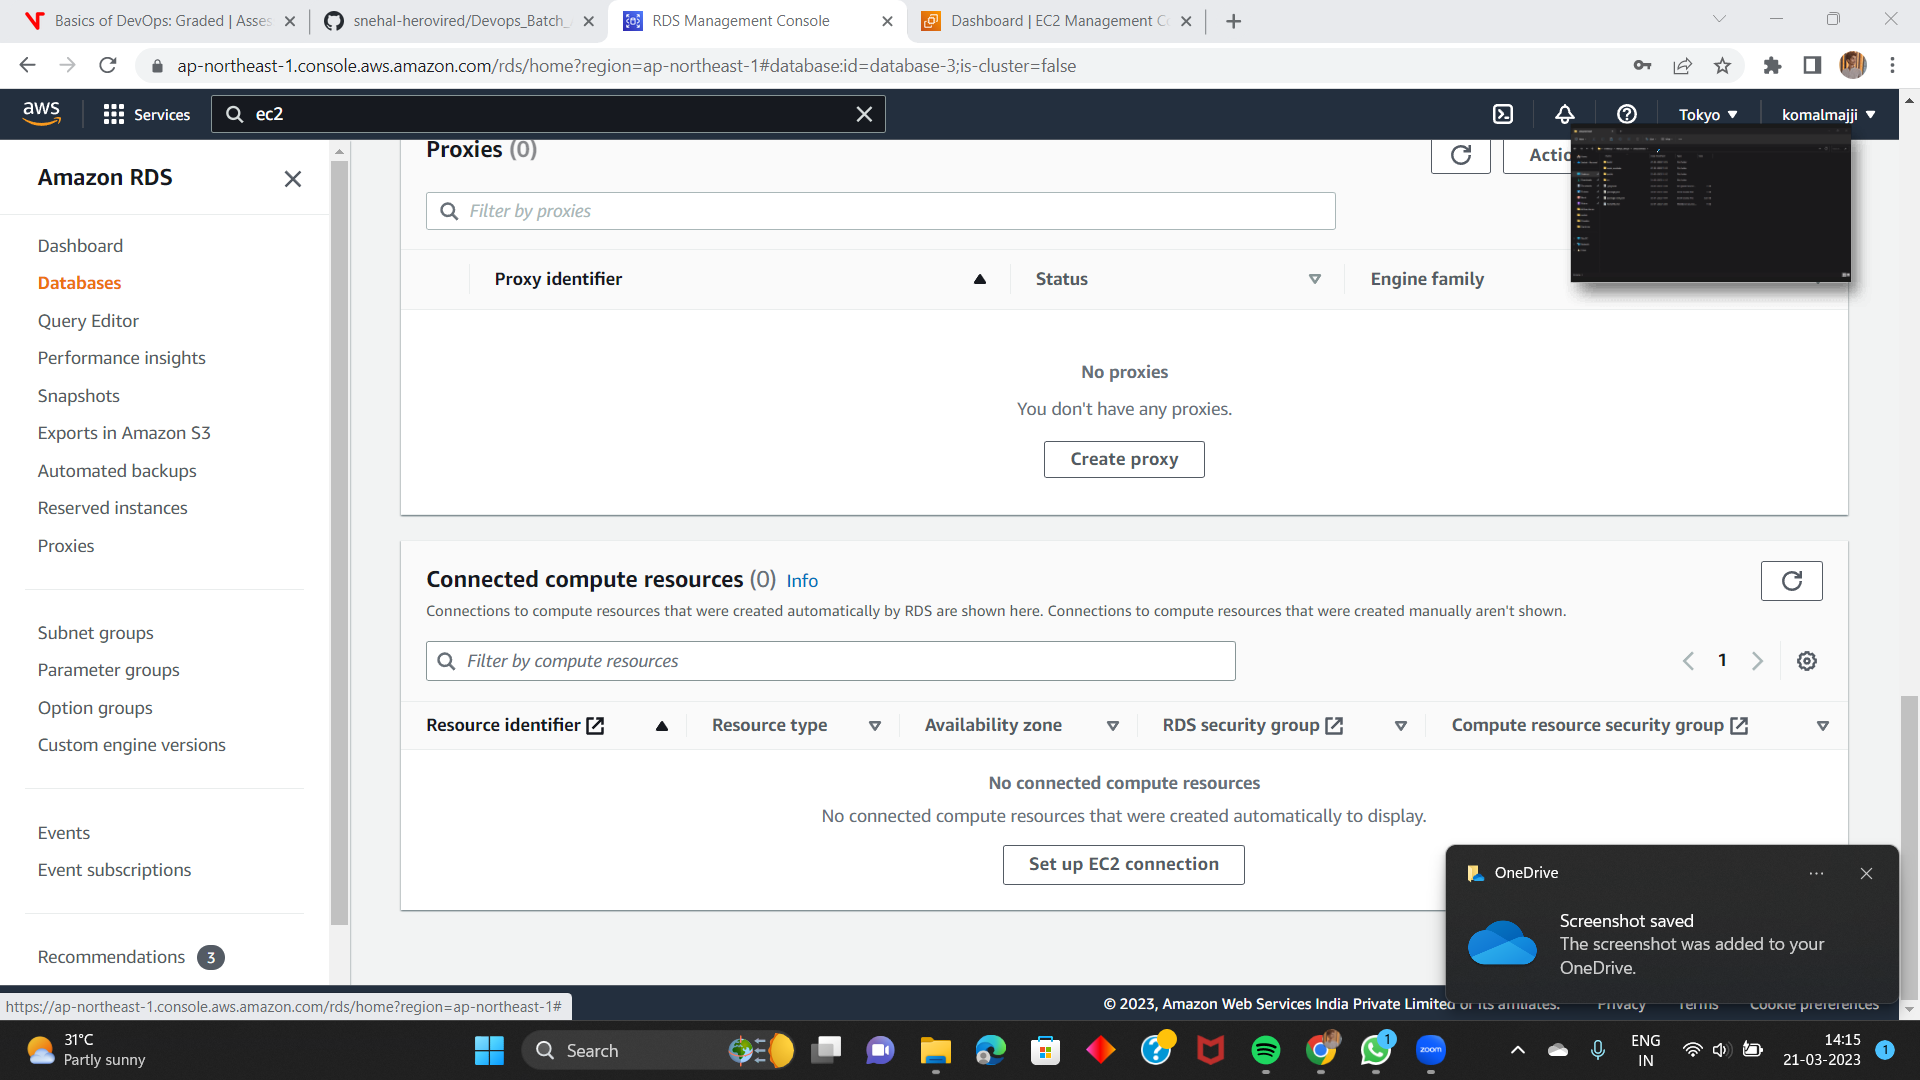 Basics of DevOps: Graded | Asses
snehal-herovired/Devops_Batch_
RDS Management Console
Dashboard | EC2 Management Co
ap-northeast-1.console.aws.amazon.com/rds/home?region=ap-northeast-1#database:id=database-3;is-cluster=false
aws
Services
ec2
Tokyo
komalmajji
Amazon RDS
Dashboard
Databases
Query Editor
Performance insights
Snapshots
Exports in Amazon S3
Automated backups
Reserved instances
Proxies
Subnet groups
Parameter groups
Option groups
Custom engine versions
Events
Event subscriptions
Recommendations 3
Proxies (0)
Actio
Filter by proxies
Proxy identifier
Status
Engine family
No proxies
You don't have any proxies.
Create proxy
Connected compute resources (0) Info
Connections to compute resources that were created automatically by RDS are shown here. Connections to compute resources that were created manually aren't shown.
Filter by compute resources
1
Resource identifier
Resource type
Availability zone
RDS security group
Compute resource security group
No connected compute resources
No connected compute resources that were created automatically to display.
Set up EC2 connection
OneDrive
Screenshot saved
The screenshot was added to your
OneDrive.
https://ap-northeast-1.console.aws.amazon.com/rds/home?region=ap-northeast-1#
© 2023, Amazon Web Services India Private Limited or its affiliates.
Privacy
Terms
Cookie preferences
31°C
Partly sunny
Search
1
zoom
ENG
IN
14:15
21-03-2023
1